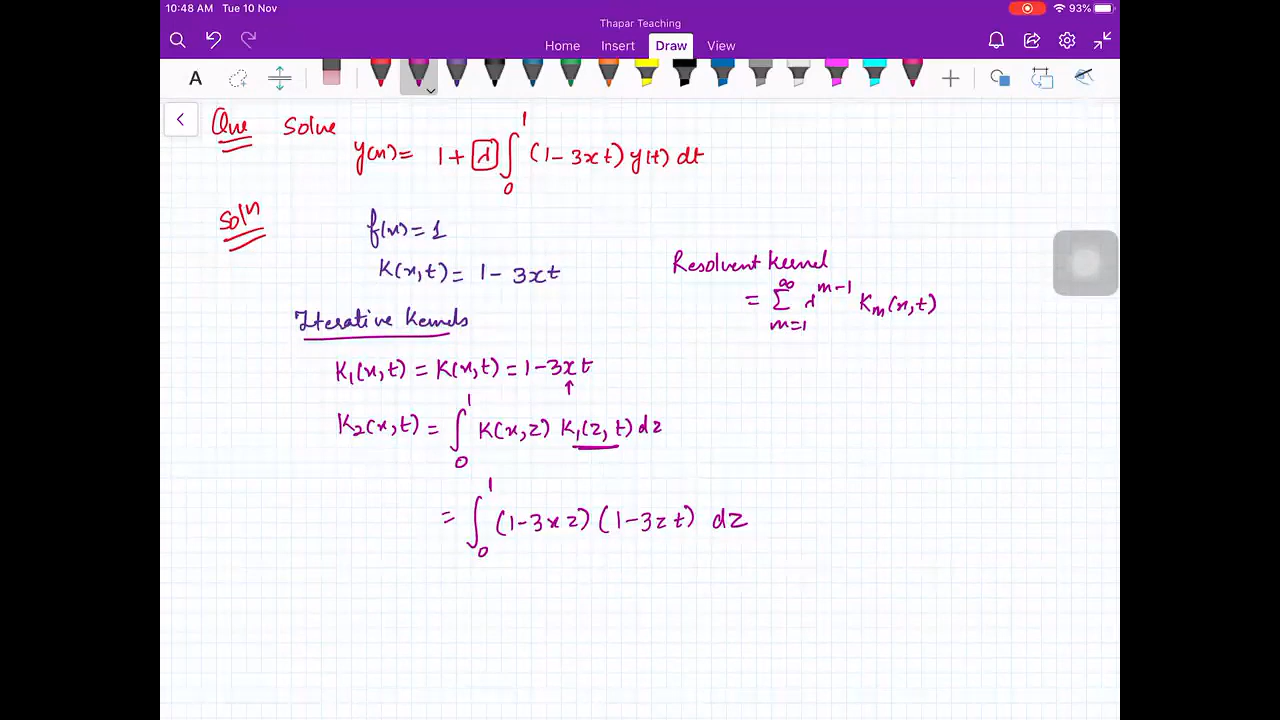 10:48 AM Tue 10 Nov
93%
Thapar Teaching
Home Insert Draw View
A
Que Solve
y(x) = 1 + λ ∫₀¹ (1-3xt) y(t) dt
Soln
f(x) = 1
K(x,t) = 1 - 3xt
Resolvent kernel
= ∑_{m=1}^{∞} λ^{m-1} K_m(x,t)
Iterative Kernels
K₁(x,t) = K(x,t) = 1-3xt
K₂(x,t) = ∫₀¹ K(x,z) K₁(z,t) dz
= ∫₀¹ (1-3xz)(1-3zt) dz